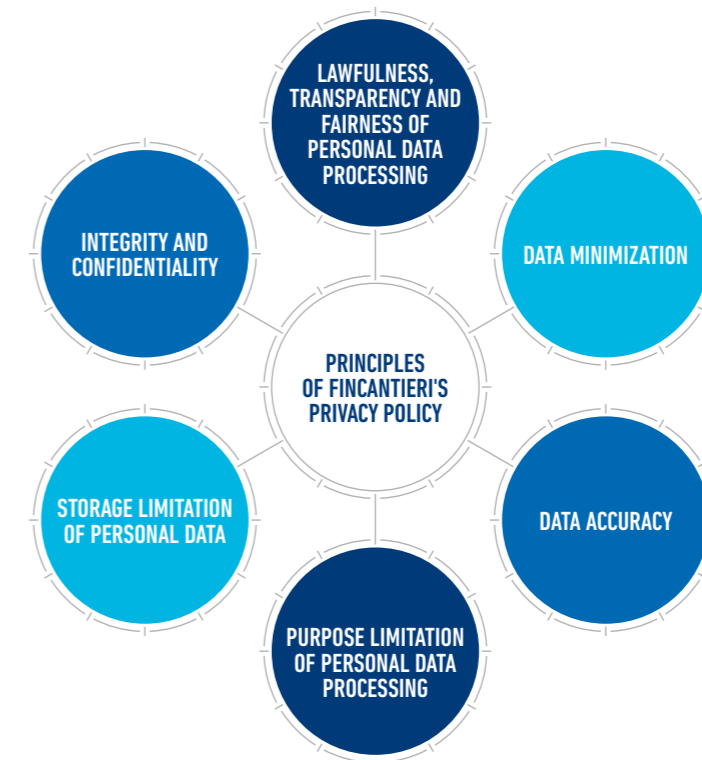 LAWFULNESS,
TRANSPARENCY AND
FAIRNESS OF
PERSONAL DATA
PROCESSING
INTEGRITY AND
CONFIDENTIALITY
DATA MINIMIZATION
PRINCIPLES
OF FINCANTIERI'S
PRIVACY POLICY
STORAGE LIMITATION
OF PERSONAL DATA
DATA ACCURACY
PURPOSE LIMITATION
OF PERSONAL DATA
PROCESSING